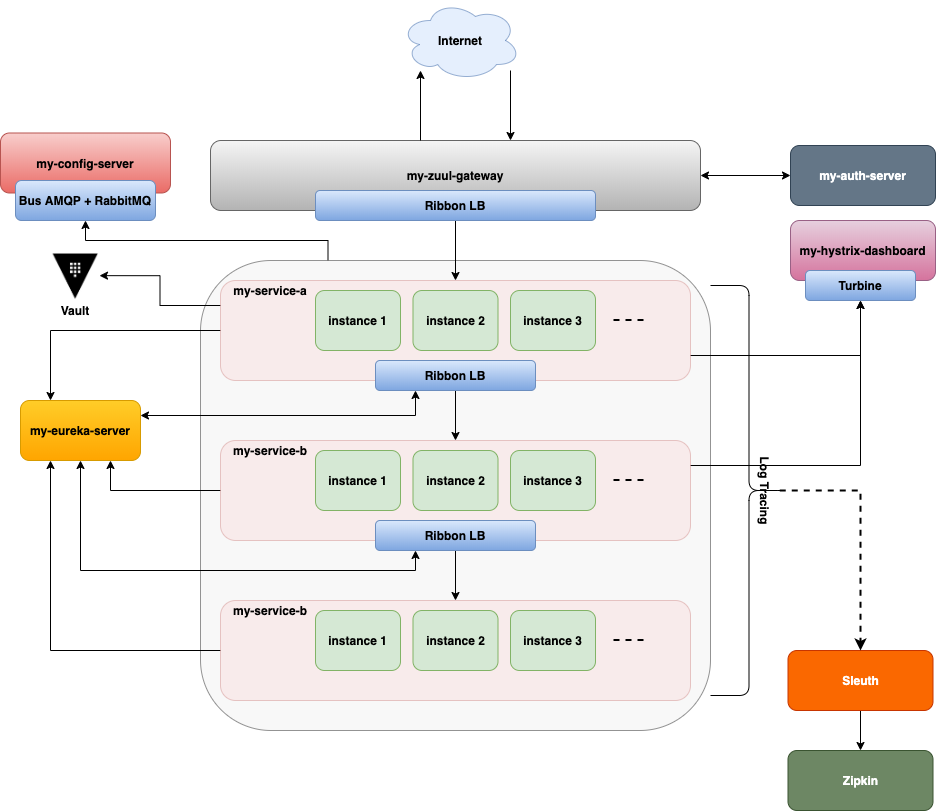 Internet
my-config-server
Bus AMQP + RabbitMQ
my-zuul-gateway
Ribbon LB
my-auth-server
my-hystrix-dashboard
Turbine
Vault
my-service-a
instance 1
instance 2
instance 3
Ribbon LB
my-eureka-server
my-service-b
instance 1
instance 2
instance 3
Ribbon LB
Log Tracing
my-service-b
instance 1
instance 2
instance 3
Sleuth
Zipkin